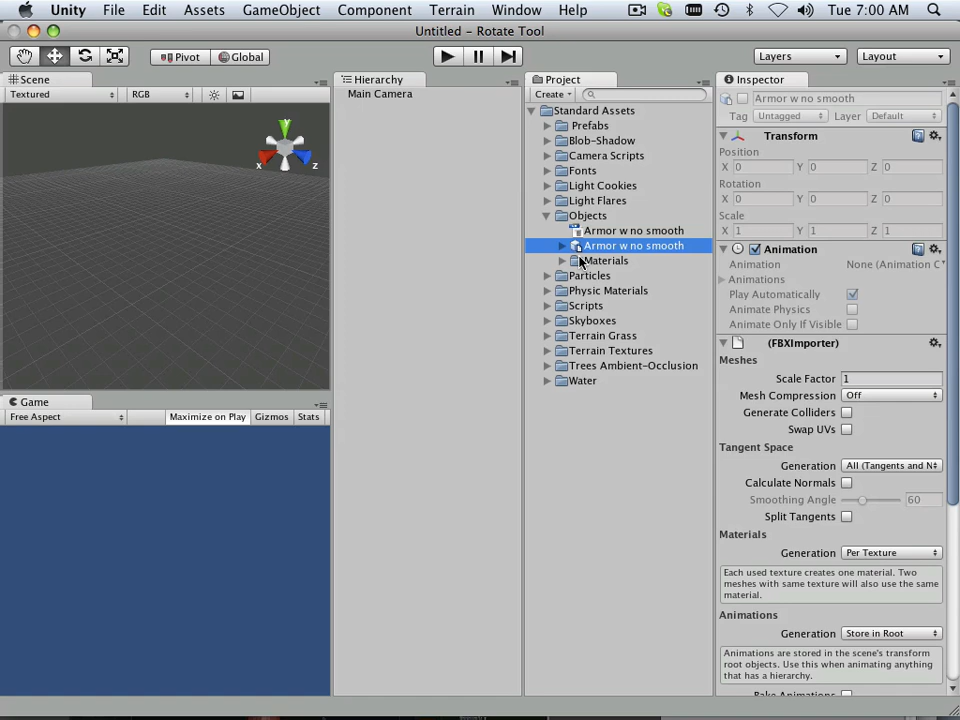 Unity File Edit Assets GameObject Component Terrain Window Help Tue 7:00 AM
Untitled - Rotate Tool
Pivot Global Layers Layout
Scene
Textured RGB
y
x z
Game
Free Aspect Maximize on Play Gizmos Stats
Hierarchy
Main Camera
Project
Create
Standard Assets
Prefabs
Blob-Shadow
Camera Scripts
Fonts
Light Cookies
Light Flares
Objects
Armor w no smooth
Armor w no smooth
Materials
Particles
Physic Materials
Scripts
Skyboxes
Terrain Grass
Terrain Textures
Trees Ambient-Occlusion
Water
Inspector
Armor w no smooth
Tag Untagged Layer Default
Transform
Position
X 0 Y 0 Z 0
Rotation
X 0 Y 0 Z 0
Scale
X 1 Y 1 Z 1
Animation
Animation None (Animation C
Animations
Play Automatically
Animate Physics
Animate Only If Visible
(FBXImporter)
Meshes
Scale Factor 1
Mesh Compression Off
Generate Colliders
Swap UVs
Tangent Space
Generation All (Tangents and N
Calculate Normals
Smoothing Angle 60
Split Tangents
Materials
Generation Per Texture
Each used texture creates one material. Two
meshes with same texture will also use the same
material.
Animations
Generation Store in Root
Animations are stored in the scene's transform
root objects. Use this when animating anything
that has a hierarchy.
Bake Animations